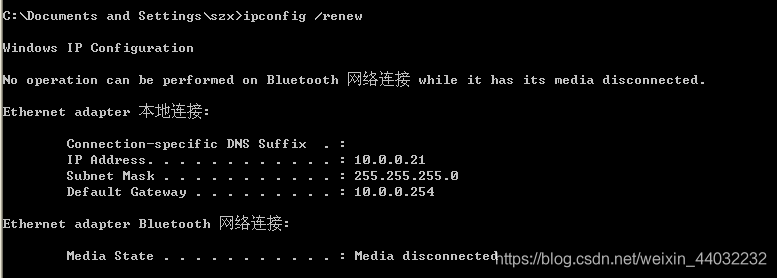 C:\Documents and Settings\szx>ipconfig /renew
Windows IP Configuration
No operation can be performed on Bluetooth 网络连接 while it has its media disconnected.
Ethernet adapter 本地连接:
Connection-specific DNS Suffix  . :
IP Address. . . . . . . . . . . . : 10.0.0.21
Subnet Mask . . . . . . . . . . . : 255.255.255.0
Default Gateway . . . . . . . . . : 10.0.0.254
Ethernet adapter Bluetooth 网络连接:
Media State . . . . . . . . . . . : Media disconnected
https://blog.csdn.net/weixin_44032232